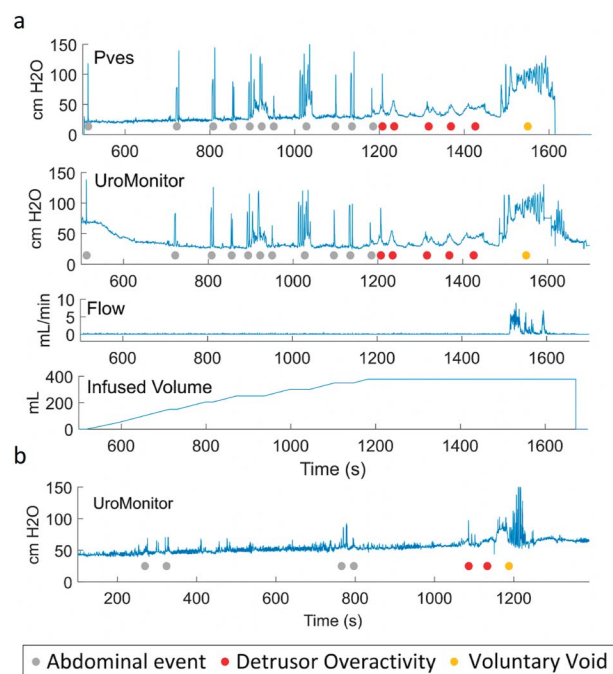 a
Pves
cm H2O
150
100
50
0
600 800 1000 1200 1400 1600
UroMonitor
cm H2O
150
100
50
0
600 800 1000 1200 1400 1600
Flow
mL/min
10
5
0
600 800 1000 1200 1400 1600
Infused Volume
mL
400
200
0
600 800 1000 1200 1400 1600
Time (s)
b
UroMonitor
cm H2O
150
100
50
0
200 400 600 800 1000 1200
Time (s)
Abdominal event Detrusor Overactivity Voluntary Void